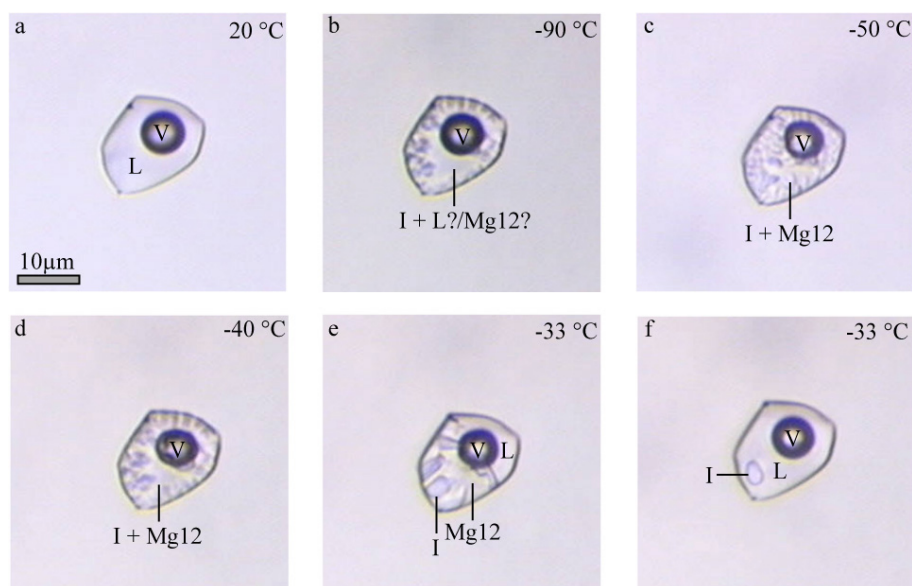 a
20 °C
V
L
10µm
b
-90 °C
V
I + L?/Mg12?
c
-50 °C
V
I + Mg12
d
-40 °C
V
I + Mg12
e
-33 °C
V
L
Mg12
I
f
-33 °C
V
I
L